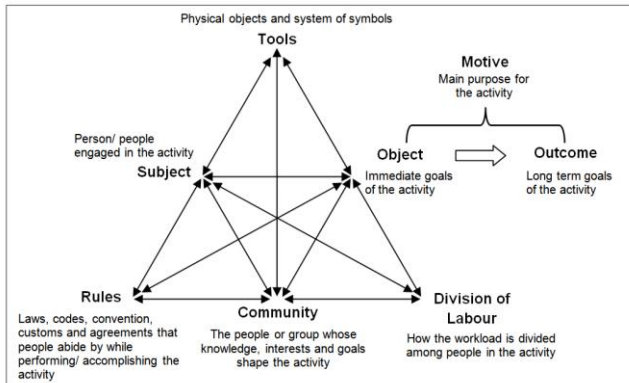 Physical objects and system of symbols
Tools
Motive
Main purpose for
the activity
Person/ people
engaged in the activity
Subject
Object
Immediate goals
of the activity
Outcome
Long term goals
of the activity
Rules
Laws, codes, convention,
customs and agreements that
people abide by while
performing/ accomplishing the
activity
Community
The people or group whose
knowledge, interests and goals
shape the activity
Division of
Labour
How the workload is divided
among people in the activity